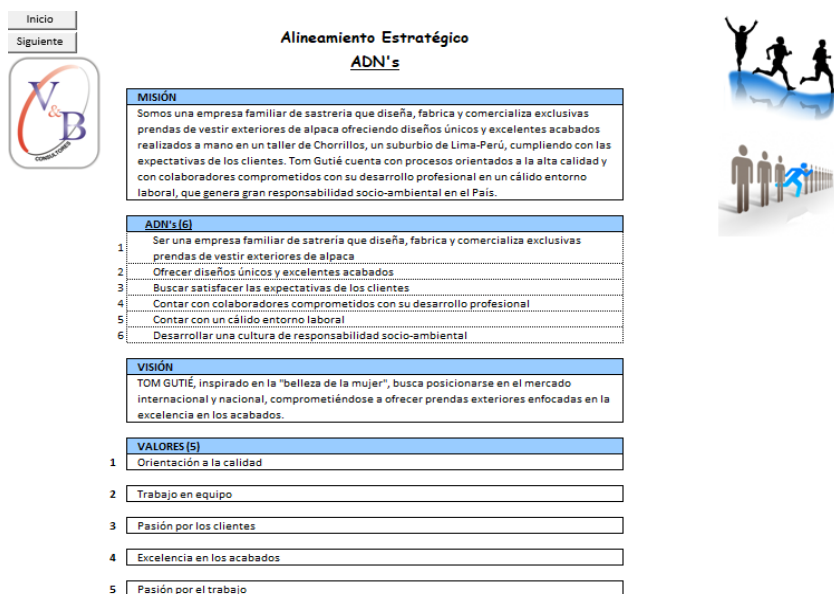 Inicio
Siguiente
Alineamiento Estratégico
ADN's
V&B
CONSULTORES
MISIÓN
Somos una empresa familiar de sastreria que diseña, fabrica y comercializa exclusivas
prendas de vestir exteriores de alpaca ofreciendo diseños únicos y excelentes acabados
realizados a mano en un taller de Chorrillos, un suburbio de Lima-Perú, cumpliendo con las
expectativas de los clientes. Tom Gutié cuenta con procesos orientados a la alta calidad y
con colaboradores comprometidos con su desarrollo profesional en un cálido entorno
laboral, que genera gran responsabilidad socio-ambiental en el País.
ADN's (6)
1 Ser una empresa familiar de satrería que diseña, fabrica y comercializa exclusivas
prendas de vestir exteriores de alpaca
2 Ofrecer diseños únicos y excelentes acabados
3 Buscar satisfacer las expectativas de los clientes
4 Contar con colaboradores comprometidos con su desarrollo profesional
5 Contar con un cálido entorno laboral
6 Desarrollar una cultura de responsabilidad socio-ambiental
VISIÓN
TOM GUTIÉ, inspirado en la "belleza de la mujer", busca posicionarse en el mercado
internacional y nacional, comprometiéndose a ofrecer prendas exteriores enfocadas en la
excelencia en los acabados.
VALORES (5)
1 Orientación a la calidad
2 Trabajo en equipo
3 Pasión por los clientes
4 Excelencia en los acabados
5 Pasión por el trabajo